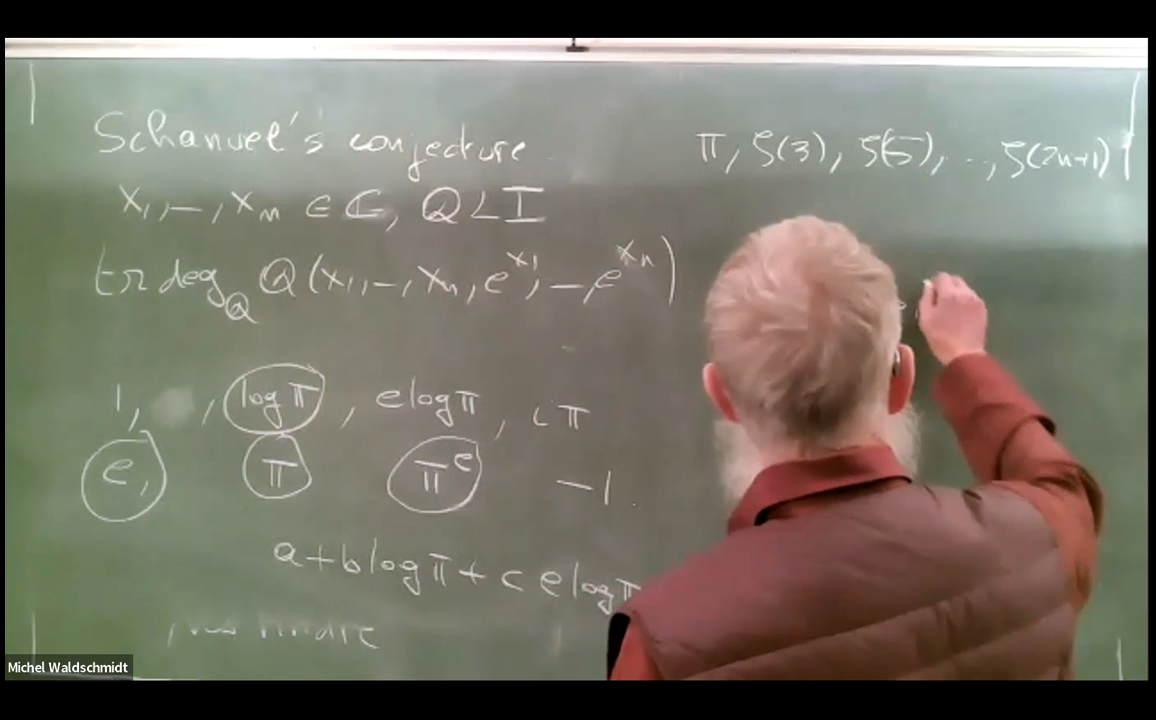 Schanuel's conjecture
x₁, –, xₙ ∈ ℂ, ℚ L I
tr deg_ℚ ℚ(x₁, –, xₙ, e^{x₁}, –, e^{xₙ})
1, , log π, e log π, iπ
e, π π^e –1.
a + b log π + c e log π
π, ζ(3), ζ(5), ..., ζ(2n+1)
Michel Waldschmidt